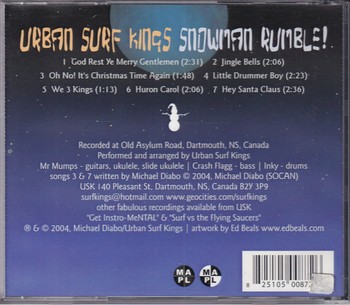 URBAN SURF KINGS SNOWMAN RUMBLE!
1 God Rest Ye Merry Gentlemen (2:31) 2 Jingle Bells (2:06)
3 Oh No! It's Christmas Time Again (1:48) 4 Little Drummer Boy (2:23)
5 We 3 Kings (1:13) 6 Huron Carol (2:06) 7 Hey Santa Claus (2:36)
Recorded at Old Asylum Road, Dartmouth, NS, Canada
Performed and arranged by Urban Surf Kings
Mr Mumps - guitars, ukulele, slide ukulele | Crash Flagg - bass | Inky - drums
songs 3 & 7 written by Michael Diabo © 2004, Michael Diabo (SOCAN)
USK 140 Pleasant St, Dartmouth, NS, Canada B2Y 3P9
surfkings@hotmail.com www.geocities.com/surfkings
other fabulous recordings available from USK
"Get Instro-MeNTAL" & "Surf vs the Flying Saucers"
℗ & © 2004, Michael Diabo/Urban Surf Kings | artwork by Ed Beals www.edbeals.com
MA
PL
MA
PL
8 25105